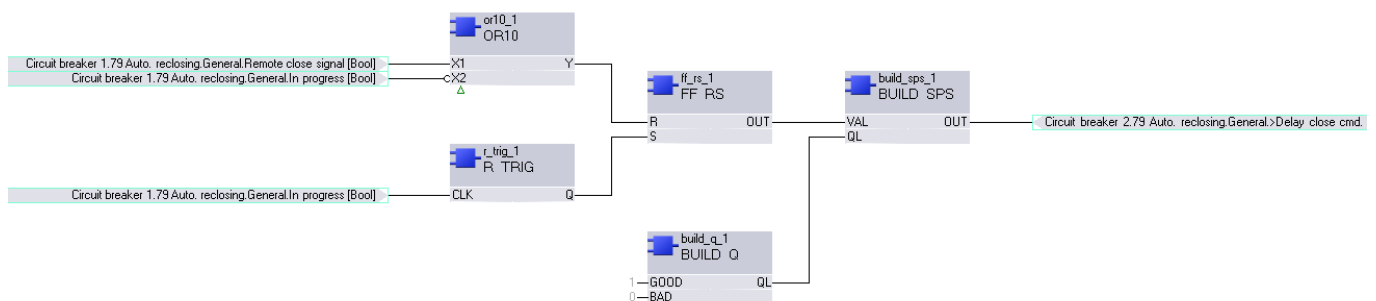 or10_1
OR10
Circuit breaker 1.79 Auto. reclosing.General.Remote close signal [Bool]
X1 Y
Circuit breaker 1.79 Auto. reclosing.General.In progress [Bool]
X2
ff_rs_1
FF RS
R OUT
S
build_sps_1
BUILD SPS
VAL OUT
QL
Circuit breaker 2.79 Auto. reclosing.General.>Delay close cmd.
r_trig_1
R TRIG
Circuit breaker 1.79 Auto. reclosing.General.In progress [Bool]
CLK Q
build_q_1
BUILD Q
1 GOOD QL
0 BAD